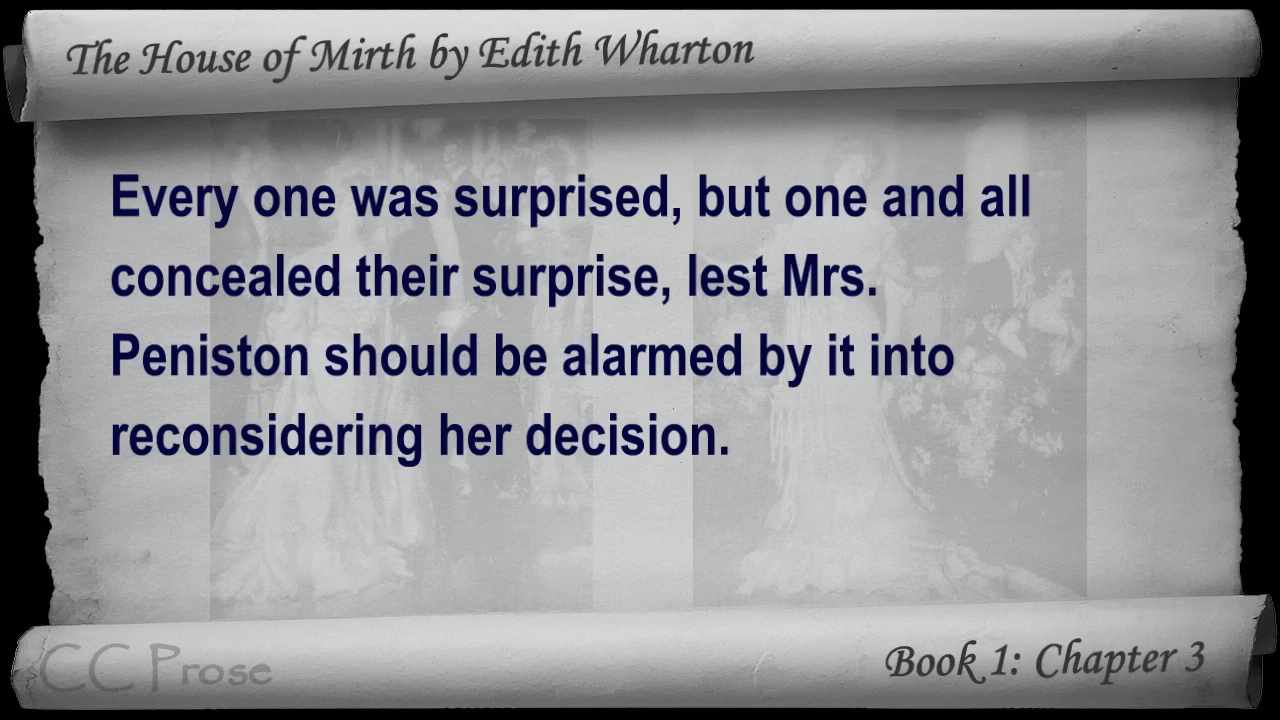 The House of Mirth by Edith Wharton
Every one was surprised, but one and all
concealed their surprise, lest Mrs.
Peniston should be alarmed by it into
reconsidering her decision.
CC Prose
Book 1: Chapter 3